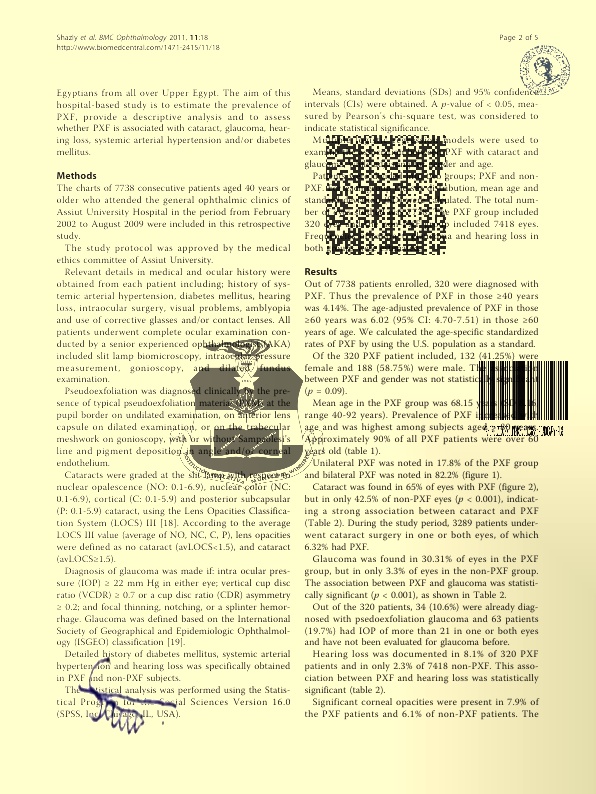 Shazly et al. BMC Ophthalmology 2011, 11:18
http://www.biomedcentral.com/1471-2415/11/18
Page 2 of 5
Egyptians from all over Upper Egypt. The aim of this
hospital-based study is to estimate the prevalence of
PXF, provide a descriptive analysis and to assess
whether PXF is associated with cataract, glaucoma, hear-
ing loss, systemic arterial hypertension and/or diabetes
mellitus.
Methods
The charts of 7738 consecutive patients aged 40 years or
older who attended the general ophthalmic clinics of
Assiut University Hospital in the period from February
2002 to August 2009 were included in this retrospective
study.
The study protocol was approved by the medical
ethics committee of Assiut University.
Relevant details in medical and ocular history were
obtained from each patient including; history of sys-
temic arterial hypertension, diabetes mellitus, hearing
loss, intraocular surgery, visual problems, amblyopia
and use of corrective glasses and/or contact lenses. All
patients underwent complete ocular examination con-
ducted by a senior experienced ophthalmologist (AKA)
included slit lamp biomicroscopy, intraocular pressure
measurement, gonioscopy, and dilated fundus
examination.
Pseudoexfoliation was diagnosed clinically by the pre-
sence of typical pseudoexfoliation material at the
pupil border on undilated examination, on anterior lens
capsule on dilated examination, or on the trabecular
meshwork on gonioscopy, with or without Sampaolesi's
line and pigment deposition in angle and/or corneal
endothelium.
Cataracts were graded at the slit lamp with respect to
nuclear opalescence (NO: 0.1-6.9), nuclear color (NC:
0.1-6.9), cortical (C: 0.1-5.9) and posterior subcapsular
(P: 0.1-5.9) cataract, using the Lens Opacities Classifica-
tion System (LOCS) III [18]. According to the average
LOCS III value (average of NO, NC, C, P), lens opacities
were defined as no cataract (avLOCS<1.5), and cataract
(avLOCS≥1.5).
Diagnosis of glaucoma was made if: intra ocular pres-
sure (IOP) ≥ 22 mm Hg in either eye; vertical cup disc
ratio (VCDR) ≥ 0.7 or a cup disc ratio (CDR) asymmetry
≥ 0.2; and focal thinning, notching, or a splinter hemor-
rhage. Glaucoma was defined based on the International
Society of Geographical and Epidemiologic Ophthalmol-
ogy (ISGEO) classification [19].
Detailed history of diabetes mellitus, systemic arterial
hypertension and hearing loss was specifically obtained
in PXF and non-PXF subjects.
The statistical analysis was performed using the Statis-
tical Program for the Social Sciences Version 16.0
(SPSS, Inc, Chicago, IL, USA).
Means, standard deviations (SDs) and 95% confidence
intervals (CIs) were obtained. A p-value of < 0.05, mea-
sured by Pearson's chi-square test, was considered to
indicate statistical significance.
models were used to
PXF with cataract and
glauc der and age.
groups; PXF and non-
PXF. bution, mean age and
ulated. The total num-
ber of PXF group included
320 included 7418 eyes.
a and hearing loss in
both
Results
Out of 7738 patients enrolled, 320 were diagnosed with
PXF. Thus the prevalence of PXF in those ≥40 years
was 4.14%. The age-adjusted prevalence of PXF in those
≥60 years was 6.02 (95% CI: 4.70-7.51) in those ≥60
years of age. We calculated the age-specific standardized
rates of PXF by using the U.S. population as a standard.
Of the 320 PXF patient included, 132 (41.25%) were
female and 188 (58.75%) were male. The association
between PXF and gender was not statistically significant
(p = 0.09).
Mean age in the PXF group was 68.15 years
range 40-92 years). Prevalence of PXF increased with
age and was highest among subjects aged
Approximately 90% of all PXF patients were over 60
years old (table 1).
Unilateral PXF was noted in 17.8% of the PXF group
and bilateral PXF was noted in 82.2% (figure 1).
Cataract was found in 65% of eyes with PXF (figure 2),
but in only 42.5% of non-PXF eyes (p < 0.001), indicat-
ing a strong association between cataract and PXF
(Table 2). During the study period, 3289 patients under-
went cataract surgery in one or both eyes, of which
6.32% had PXF.
Glaucoma was found in 30.31% of eyes in the PXF
group, but in only 3.3% of eyes in the non-PXF group.
The association between PXF and glaucoma was statisti-
cally significant (p < 0.001), as shown in Table 2.
Out of the 320 patients, 34 (10.6%) were already diag-
nosed with psedoexfoliation glaucoma and 63 patients
(19.7%) had IOP of more than 21 in one or both eyes
and have not been evaluated for glaucoma before.
Hearing loss was documented in 8.1% of 320 PXF
patients and in only 2.3% of 7418 non-PXF. This asso-
ciation between PXF and hearing loss was statistically
significant (table 2).
Significant corneal opacities were present in 7.9% of
the PXF patients and 6.1% of non-PXF patients. The